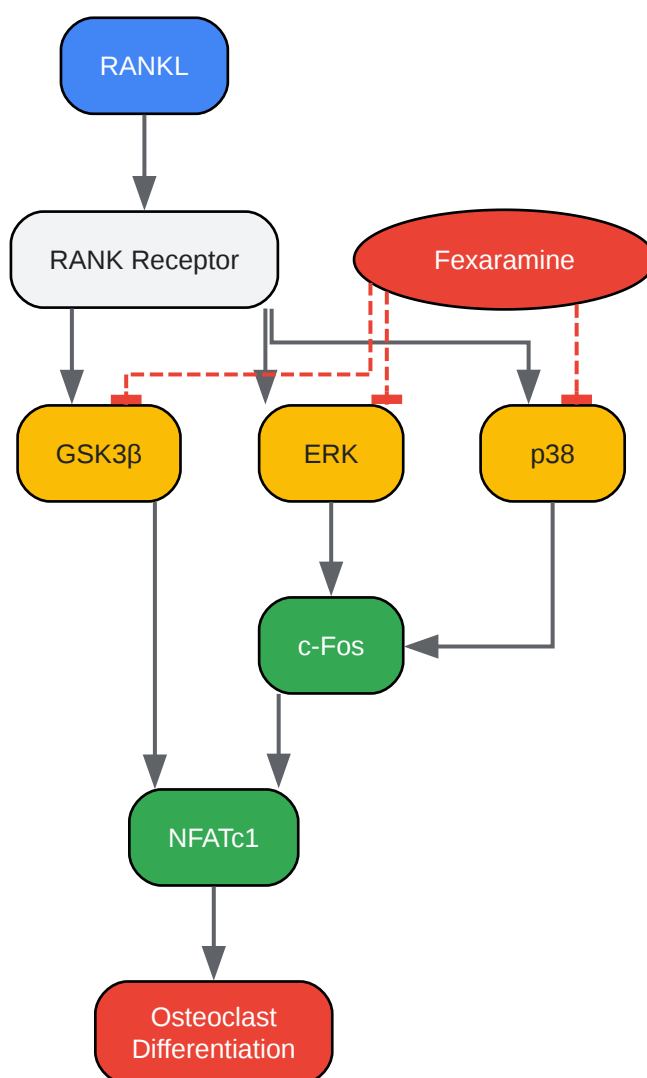 RANKL
RANK Receptor
Fexaramine
GSK3β
ERK
p38
c-Fos
NFATc1
Osteoclast
Differentiation